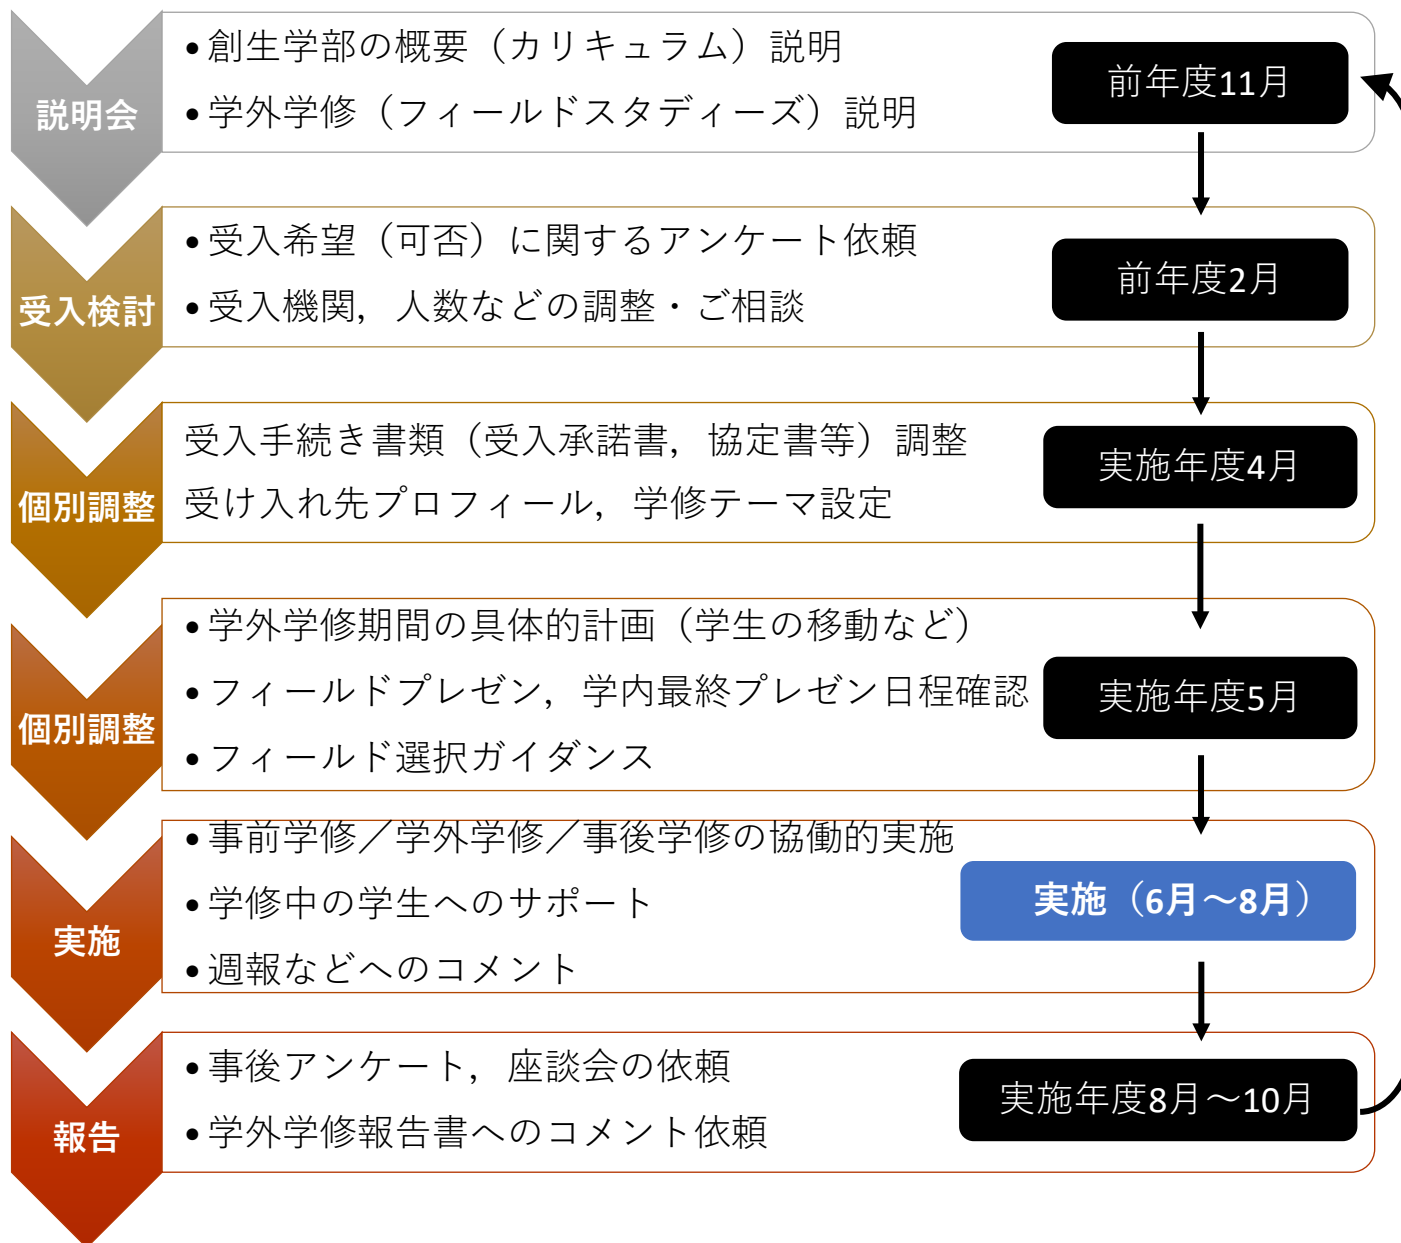 説明会
•創生学部の概要（カリキュラム）説明
•学外学修（フィールドスタディーズ）説明
前年度11月
受入検討
•受入希望（可否）に関するアンケート依頼
•受入機関，人数などの調整・ご相談
前年度2月
個別調整
受入手続き書類（受入承諾書，協定書等）調整
受け入れ先プロフィール，学修テーマ設定
実施年度4月
個別調整
•学外学修期間の具体的計画（学生の移動など）
•フィールドプレゼン，学内最終プレゼン日程確認
•フィールド選択ガイダンス
実施年度5月
実施
•事前学修／学外学修／事後学修の協働的実施
•学修中の学生へのサポート
•週報などへのコメント
実施（6月～8月）
報告
•事後アンケート，座談会の依頼
•学外学修報告書へのコメント依頼
実施年度8月～10月